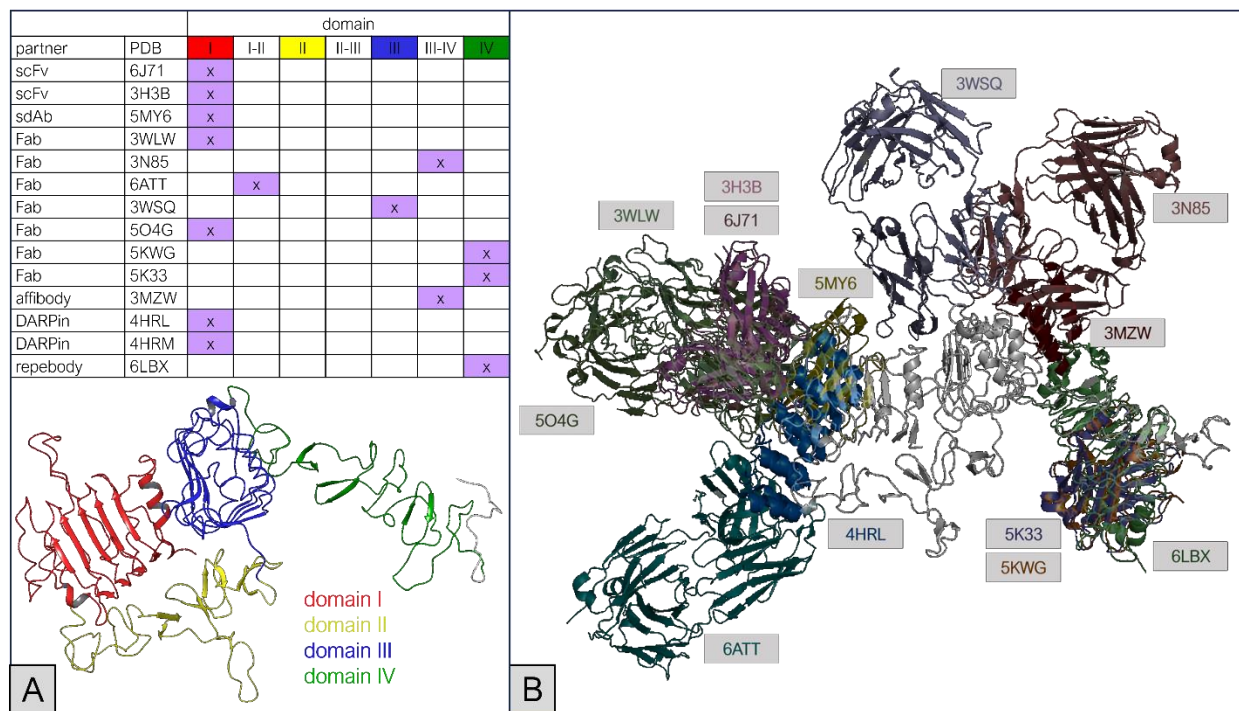 domain
partner PDB I I-II II II-III III III-IV IV
scFv 6J71 x
scFv 3H3B x
sdAb 5MY6 x
Fab 3WLW x
Fab 3N85 x
Fab 6ATT x
Fab 3WSQ x
Fab 5O4G x
Fab 5KWG x
Fab 5K33 x
affibody 3MZW x
DARPin 4HRL x
DARPin 4HRM x
repebody 6LBX x
domain I
domain II
domain III
domain IV
A
3WSQ
3H3B
3N85
3WLW
6J71
5MY6
3MZW
5O4G
4HRL
5K33
6LBX
5KWG
6ATT
B